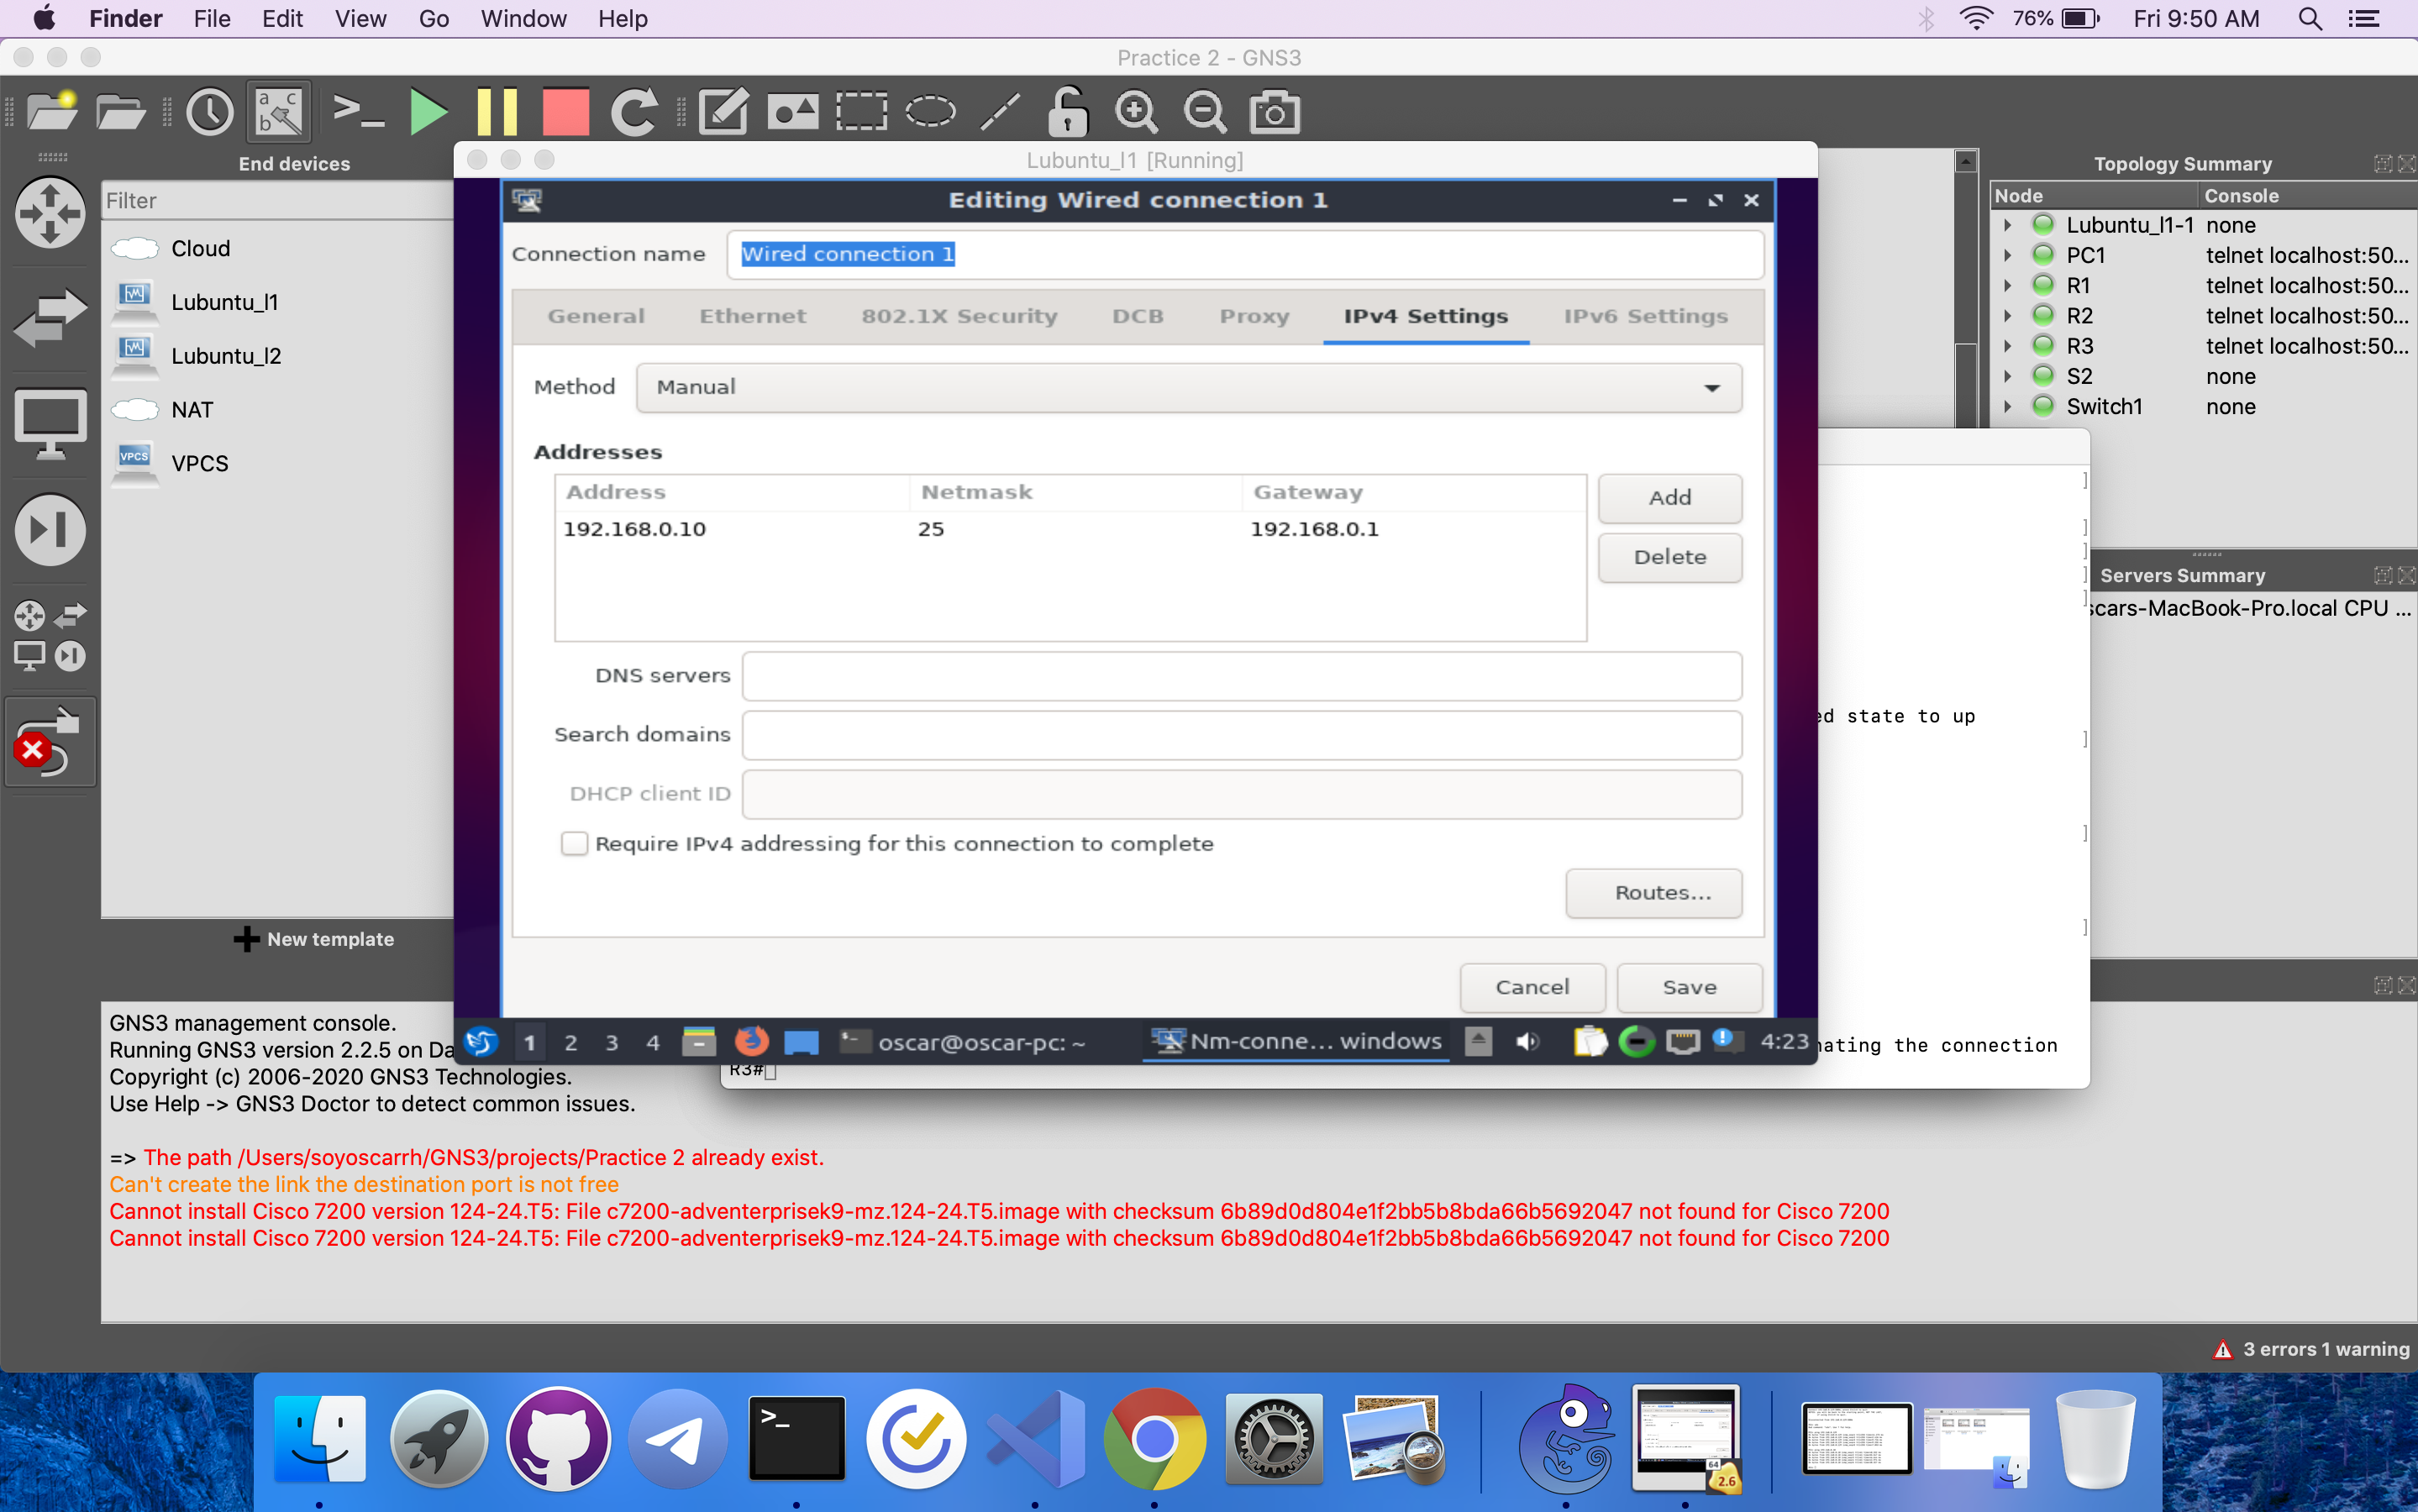 Finder File Edit View Go Window Help 76% Fri 9:50 AM
Practice 2 - GNS3
End devices
Filter
Cloud
Lubuntu_l1
Lubuntu_l2
NAT
VPCS
New template
Lubuntu_l1 [Running]
Editing Wired connection 1
Connection name Wired connection 1
General Ethernet 802.1X Security DCB Proxy IPv4 Settings IPv6 Settings
Method Manual
Addresses
Address Netmask Gateway
192.168.0.10 25 192.168.0.1
Add
Delete
DNS servers
Search domains
DHCP client ID
Require IPv4 addressing for this connection to complete
Routes...
Cancel Save
1 2 3 4 oscar@oscar-pc: ~ Nm-conne... windows 4:23
Topology Summary
Node Console
Lubuntu_l1-1 none
PC1 telnet localhost:50...
R1 telnet localhost:50...
R2 telnet localhost:50...
R3 telnet localhost:50...
S2 none
Switch1 none
Servers Summary
scars-MacBook-Pro.local CPU ...
]
]
]
]
]
ed state to up
]
]
]
nating the connection
R3#
GNS3 management console.
Running GNS3 version 2.2.5 on Da
Copyright (c) 2006-2020 GNS3 Technologies.
Use Help -> GNS3 Doctor to detect common issues.
=> The path /Users/soyoscarrh/GNS3/projects/Practice 2 already exist.
Can't create the link the destination port is not free
Cannot install Cisco 7200 version 124-24.T5: File c7200-adventerprisek9-mz.124-24.T5.image with checksum 6b89d0d804e1f2bb5b8bda66b5692047 not found for Cisco 7200
Cannot install Cisco 7200 version 124-24.T5: File c7200-adventerprisek9-mz.124-24.T5.image with checksum 6b89d0d804e1f2bb5b8bda66b5692047 not found for Cisco 7200
3 errors 1 warning